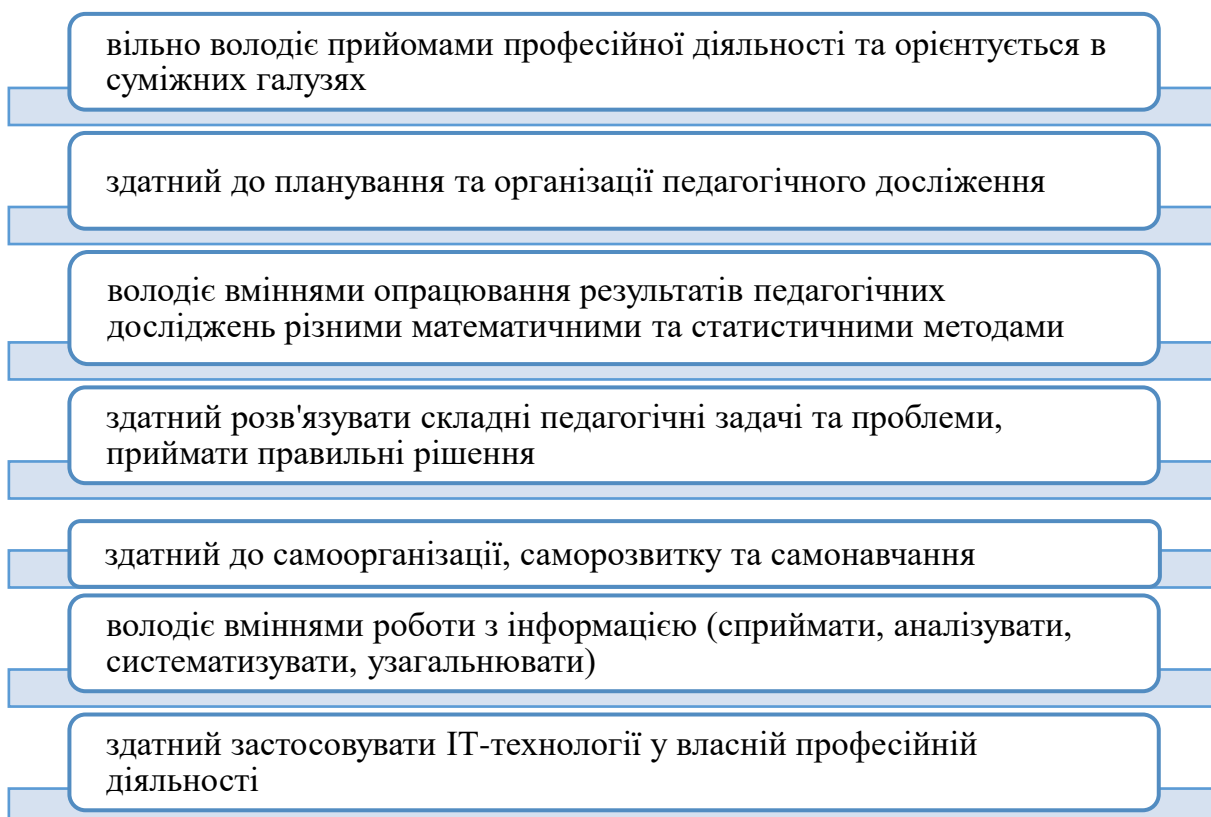 вільно володіє прийомами професійної діяльності та орієнтується в
суміжних галузях
здатний до планування та організації педагогічного досліження
володіє вміннями опрацювання результатів педагогічних
досліджень різними математичними та статистичними методами
здатний розв'язувати складні педагогічні задачі та проблеми,
приймати правильні рішення
здатний до самоорганізації, саморозвитку та самонавчання
володіє вміннями роботи з інформацією (сприймати, аналізувати,
систематизувати, узагальнювати)
здатний застосовувати ІТ-технології у власній професійній
діяльності